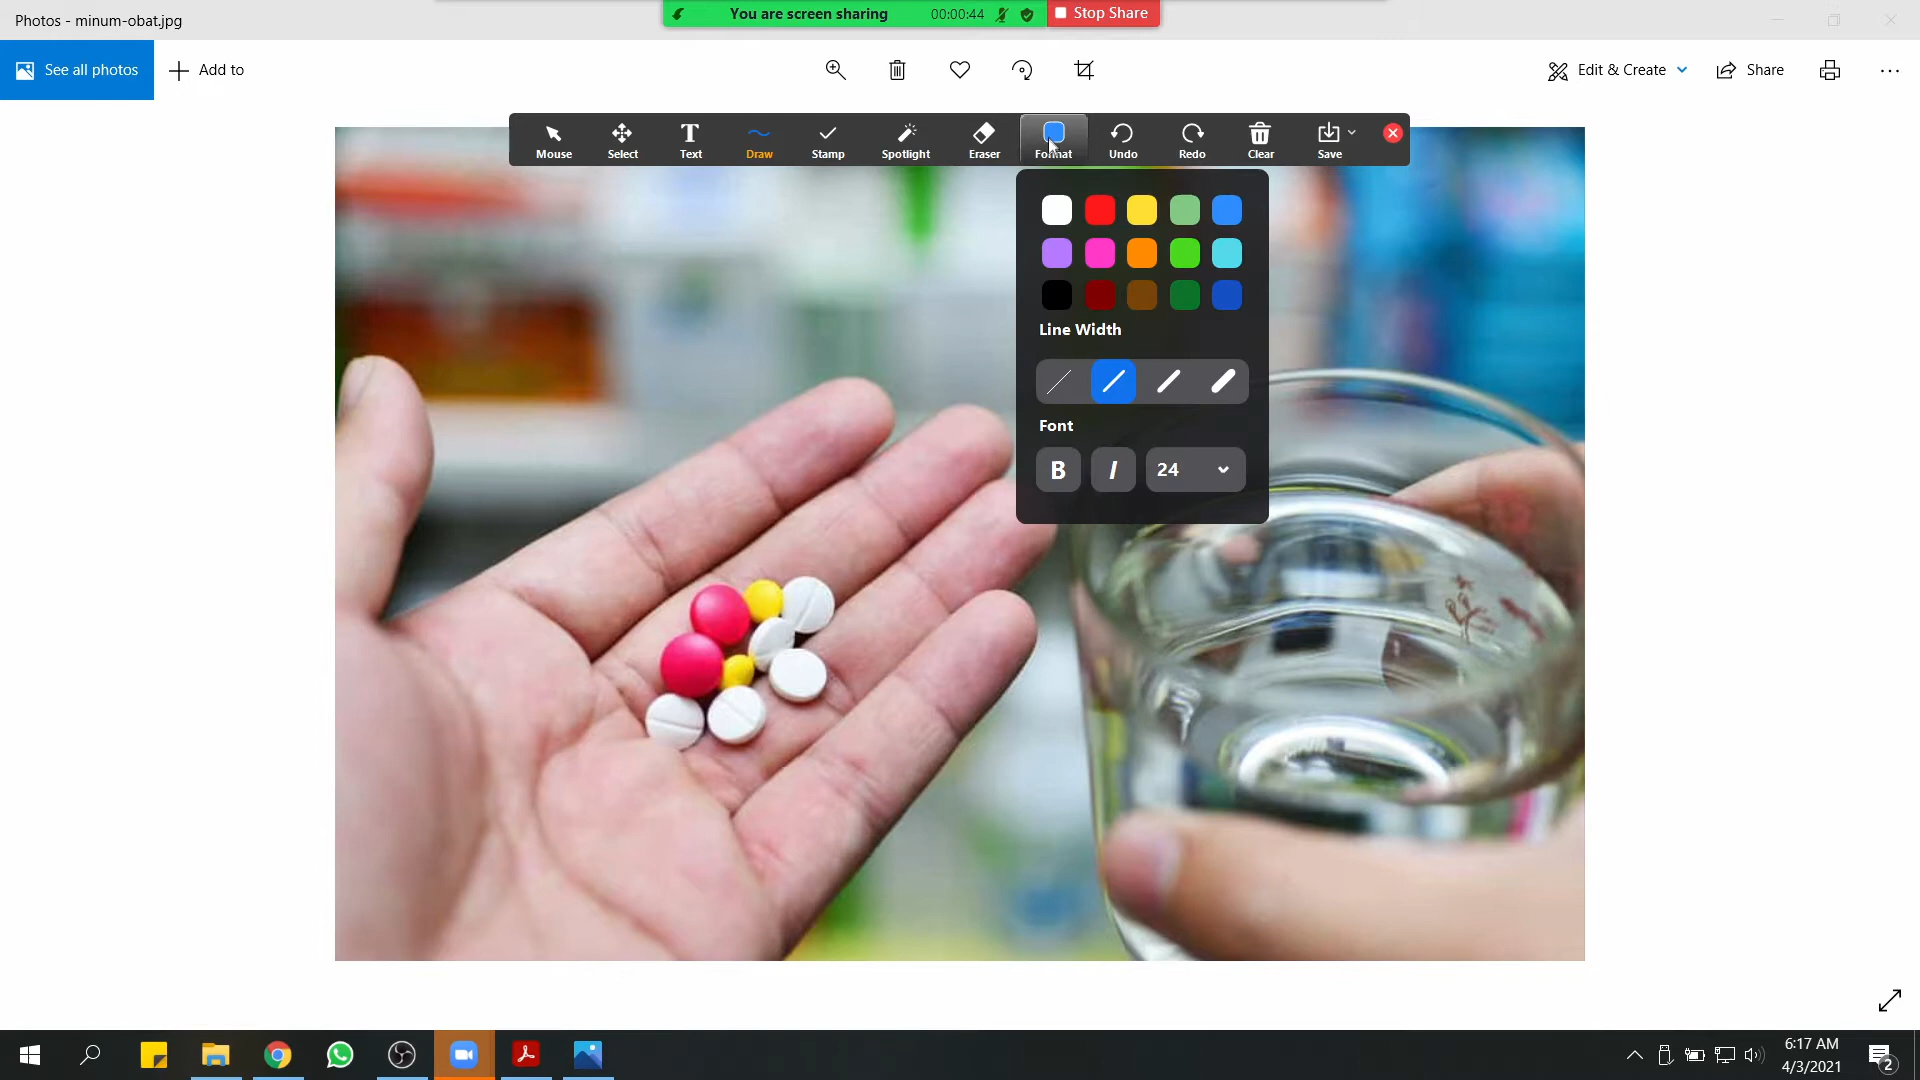 Photos - minum-obat.jpg
You are screen sharing 00:00:44 Stop Share
See all photos Add to Edit & Create Share
Mouse Select Text Draw Stamp Spotlight Eraser Format Undo Redo Clear Save
Line Width
Font
B I 24
6:17 AM
4/3/2021
2